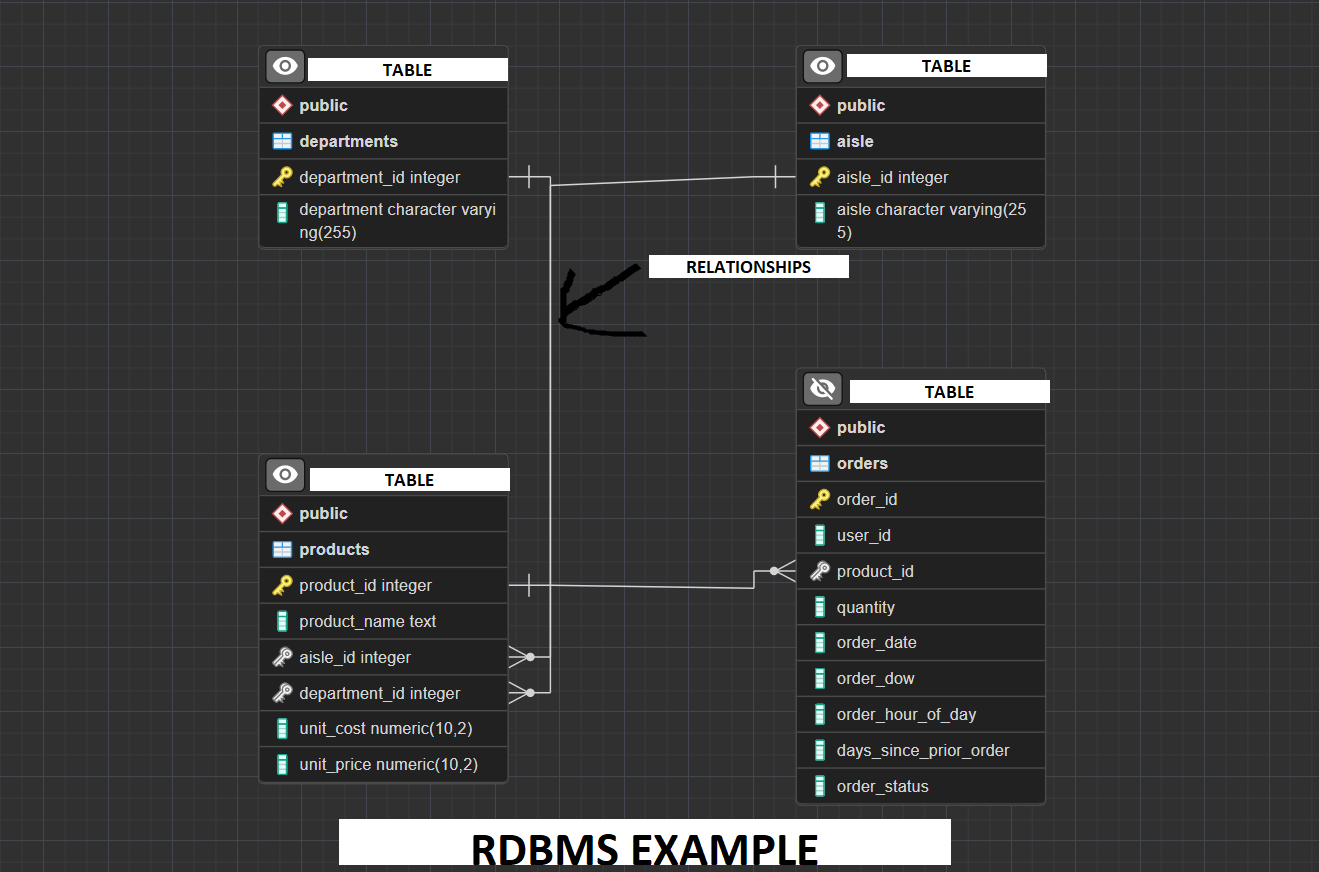 TABLE
public
departments
department_id integer
department character varyi
ng(255)
TABLE
public
aisle
aisle_id integer
aisle character varying(25
5)
RELATIONSHIPS
TABLE
public
products
product_id integer
product_name text
aisle_id integer
department_id integer
unit_cost numeric(10,2)
unit_price numeric(10,2)
TABLE
public
orders
order_id
user_id
product_id
quantity
order_date
order_dow
order_hour_of_day
days_since_prior_order
order_status
RDBMS EXAMPLE